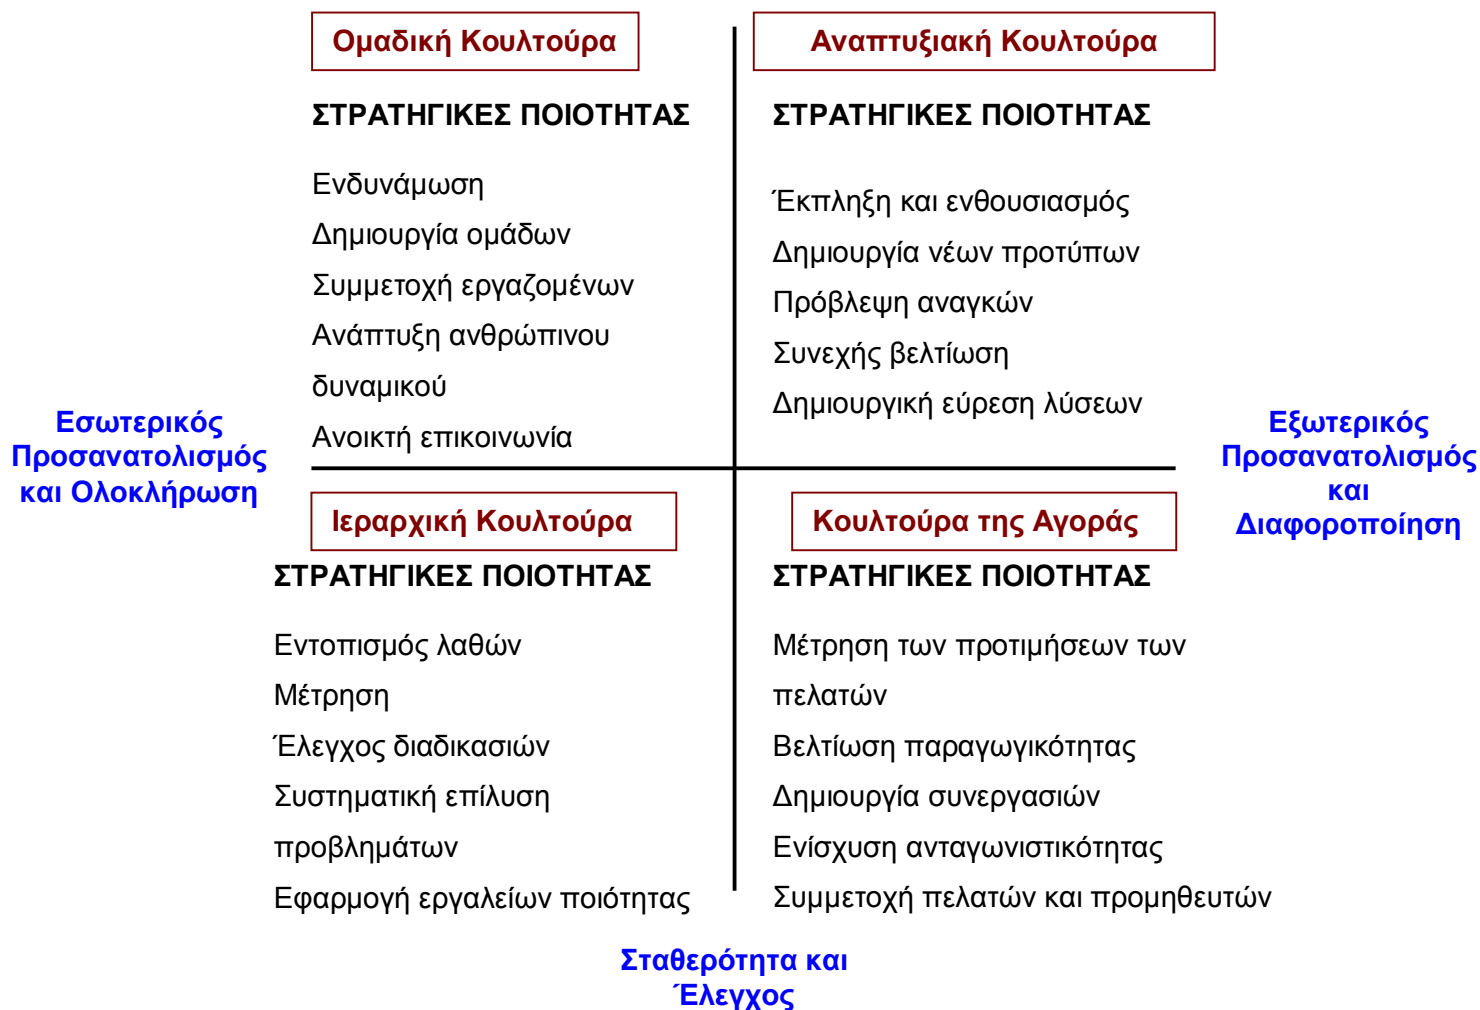 Ομαδική Κουλτούρα
ΣΤΡΑΤΗΓΙΚΕΣ ΠΟΙΟΤΗΤΑΣ
Ενδυνάμωση
Δημιουργία ομάδων
Συμμετοχή εργαζομένων
Ανάπτυξη ανθρώπινου
δυναμικού
Ανοικτή επικοινωνία
Αναπτυξιακή Κουλτούρα
ΣΤΡΑΤΗΓΙΚΕΣ ΠΟΙΟΤΗΤΑΣ
Έκπληξη και ενθουσιασμός
Δημιουργία νέων προτύπων
Πρόβλεψη αναγκών
Συνεχής βελτίωση
Δημιουργική εύρεση λύσεων
Εσωτερικός
Προσανατολισμός
και Ολοκλήρωση
Εξωτερικός
Προσανατολισμός
και
Διαφοροποίηση
Ιεραρχική Κουλτούρα
ΣΤΡΑΤΗΓΙΚΕΣ ΠΟΙΟΤΗΤΑΣ
Εντοπισμός λαθών
Μέτρηση
Έλεγχος διαδικασιών
Συστηματική επίλυση
προβλημάτων
Εφαρμογή εργαλείων ποιότητας
Κουλτούρα της Αγοράς
ΣΤΡΑΤΗΓΙΚΕΣ ΠΟΙΟΤΗΤΑΣ
Μέτρηση των προτιμήσεων των
πελατών
Βελτίωση παραγωγικότητας
Δημιουργία συνεργασιών
Ενίσχυση ανταγωνιστικότητας
Συμμετοχή πελατών και προμηθευτών
Σταθερότητα και
Έλεγχος